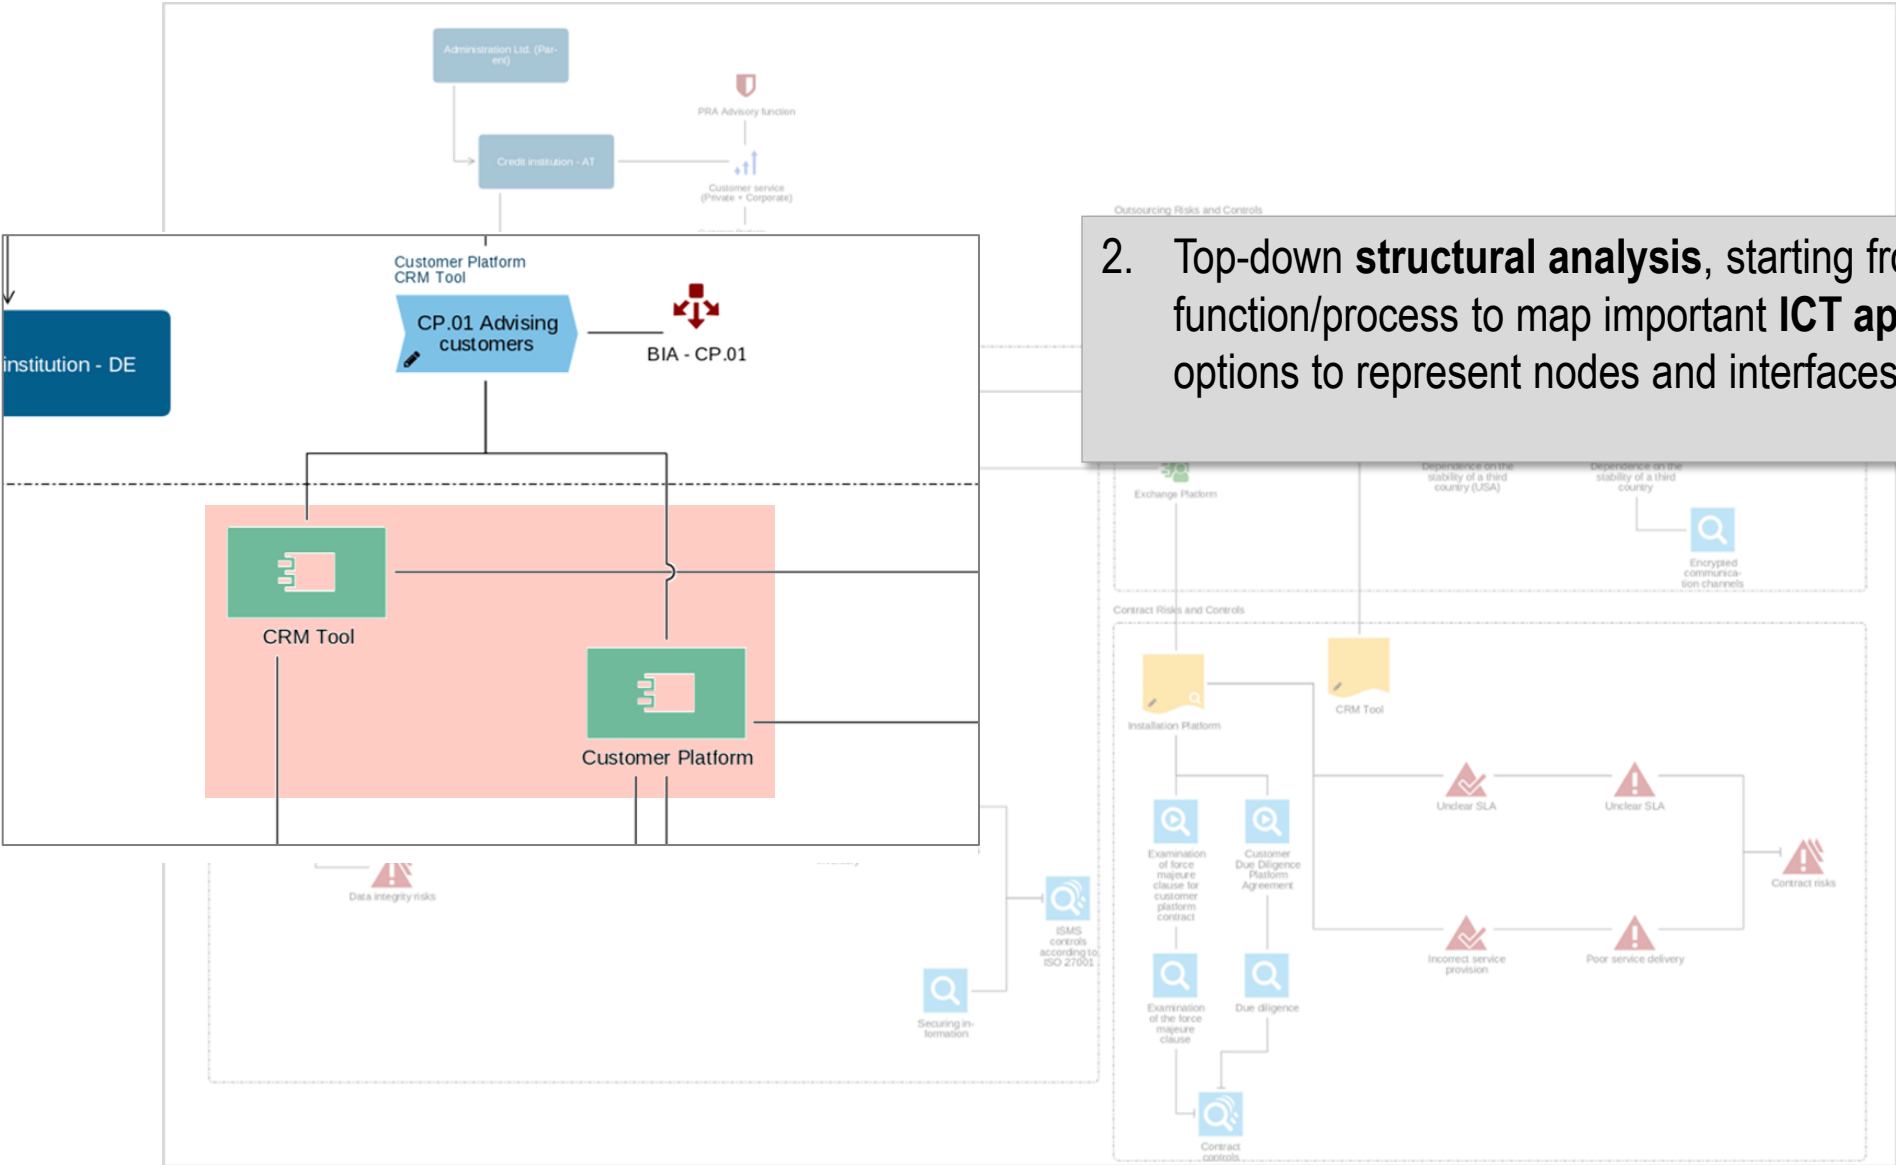 Administration Ltd. (Par-
ent)
PRA Advisory function
Credit institution - AT
Customer service
(Private + Corporate)
Outsourcing Risks and Controls
2. Top-down structural analysis, starting
function/process to map important ICT
options to represent nodes and interfaces
Customer Platform
CRM Tool
CP.01 Advising
customers
BIA - CP.01
institution - DE
CRM Tool
Customer Platform
Exchange Platform
Dependence on the
stability of a third
country (USA)
Dependence on the
stability of a third
country
Encrypted
communica-
tion channels
Contract Risks and Controls
Installation Platform
CRM Tool
Unclear SLA
Unclear SLA
Examination
of force
majeure
clause for
customer
platform
contract
Customer
Due Diligence
Platform
Agreement
Contract risks
Data integrity risks
ISMS
controls
according to
ISO 27001
Incorrect service
provision
Poor service delivery
Securing in-
formation
Examination
of the force
majeure
clause
Due diligence
Contract
controls